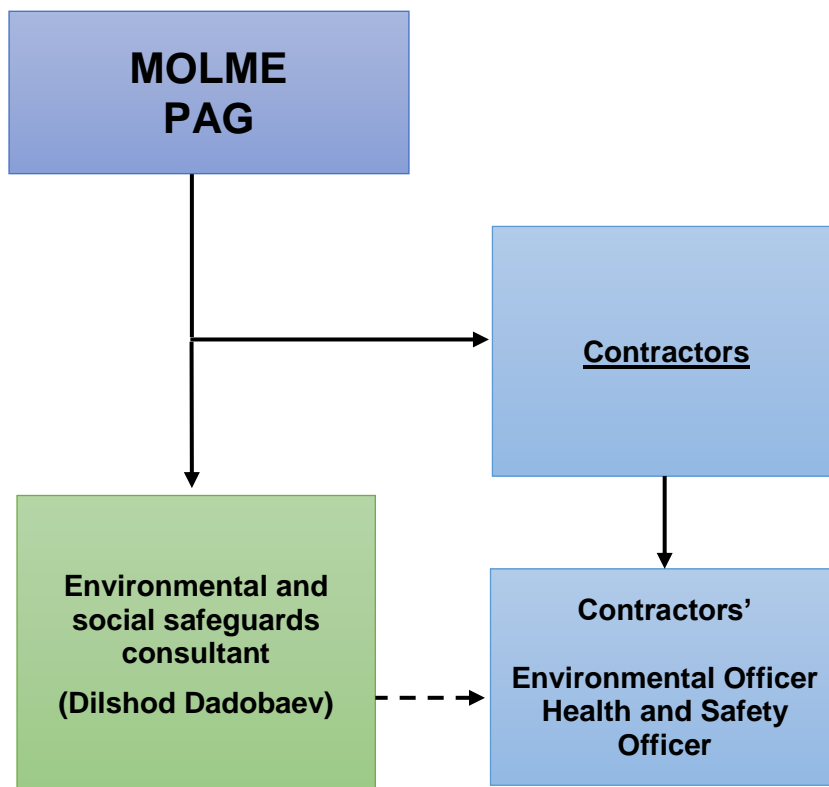 MOLME
PAG
Contractors
Environmental and
social safeguards
consultant
(Dilshod Dadobaev)
Contractors’
Environmental Officer
Health and Safety
Officer